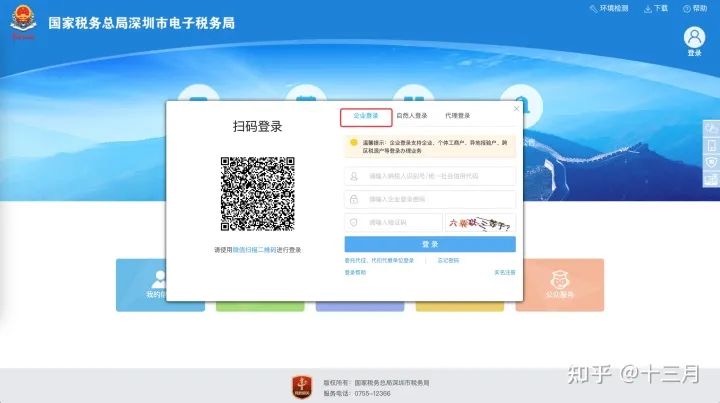 国家税务总局深圳市电子税务局
环境检测 下载 帮助
登录
扫码登录
请使用微信扫描二维码进行登录
企业登录 自然人登录 代理登录
温馨提示：企业登录支持企业、个体工商户、异地报验户、跨
区税源户等登录办理业务
请输入纳税人识别号/统一社会信用代码
请输入企业登录密码
请输入验证码
登录
委托代征、代扣代缴单位登录 忘记密码
登录帮助 实名注册
我的信
公众服务
版权所有：国家税务总局深圳市税务局
服务电话：0755-12366
知乎 @十三月